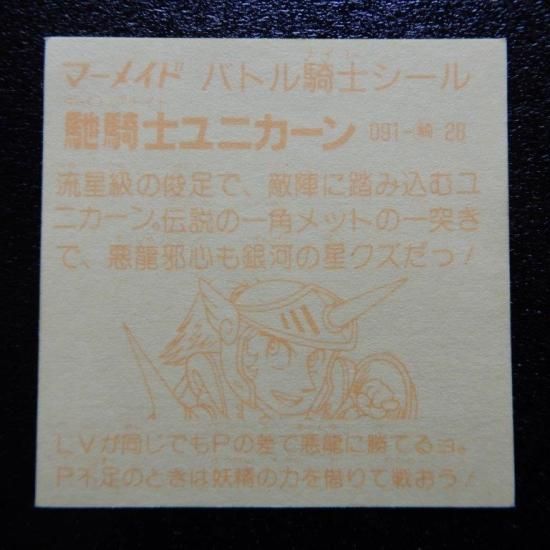 マーメイド バトル騎士シール
馳騎士ユニカーン 091-騎 28
流星級の俊足で、敵陣に踏み込むユ
ニカーン。伝説の一角メットの一突き
で、悪龍邪心も銀河の星クズだっ!
LVが同じでもPの差で悪龍に勝てるョ。
P不足のときは妖精の力を借りて戦おう!